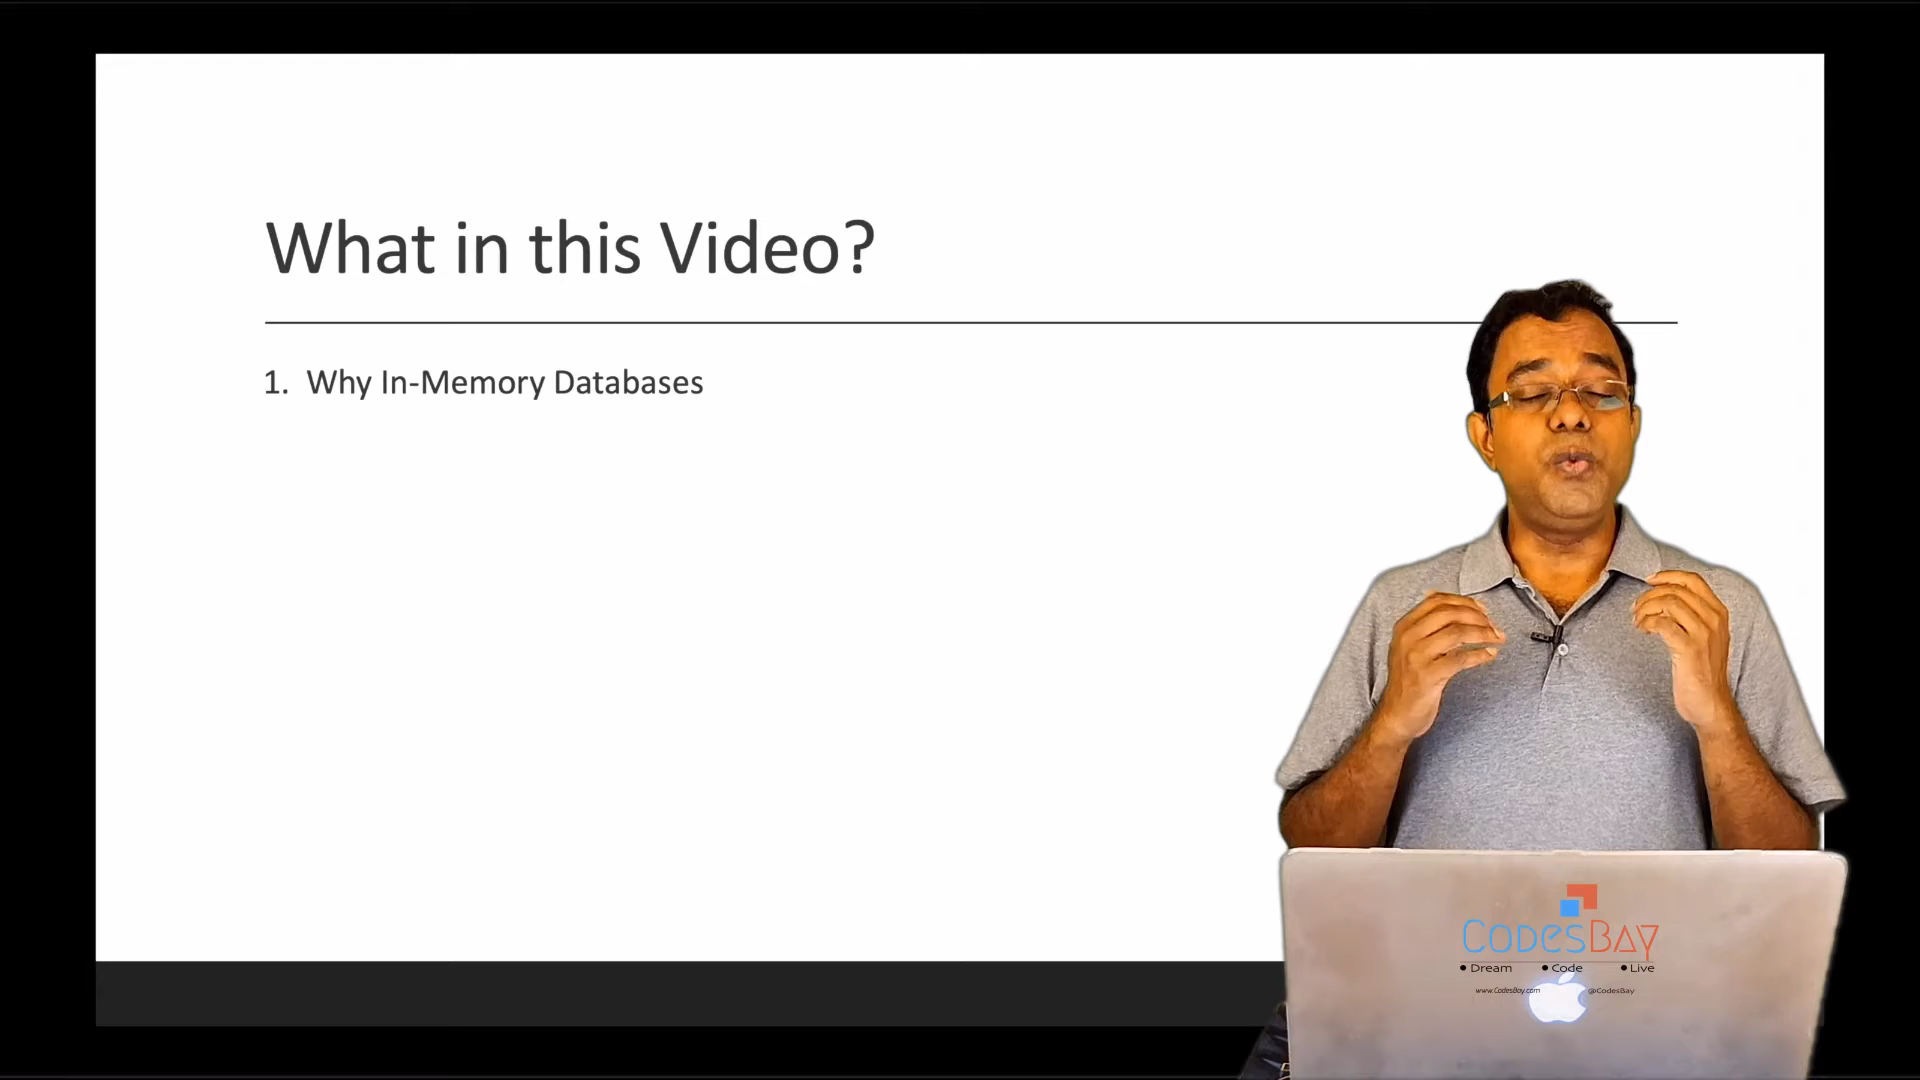 What in this Video?
1. Why In-Memory Databases
CodesBay
• Dream • Code • Live
www.CodesBay.com @CodesBay